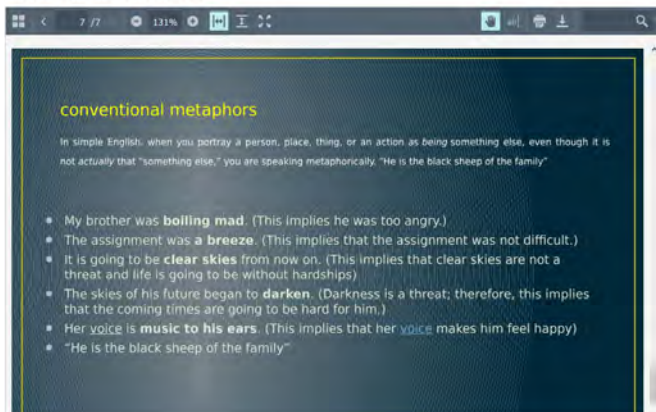 7 /7 131%
conventional metaphors
In simple English, when you portray a person, place, thing, or an action as being something else, even though it is
not actually that "something else," you are speaking metaphorically. "He is the black sheep of the family"
My brother was boiling mad. (This implies he was too angry.)
The assignment was a breeze. (This implies that the assignment was not difficult.)
It is going to be clear skies from now on. (This implies that clear skies are not a
threat and life is going to be without hardships)
The skies of his future began to darken. (Darkness is a threat; therefore, this implies
that the coming times are going to be hard for him.)
Her voice is music to his ears. (This implies that her voice makes him feel happy)
"He is the black sheep of the family"